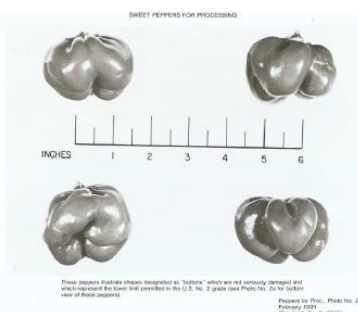 SWEET PEPPERS FOR PROCESSING
INCHES 1 2 3 4 5 6
These peppers illustrate shapes designated as "buttons" which are not seriously damaged and
which represent the lower limit permitted in the U.S. No. 2 grade (see Photo No. 2a for bottom
view of these peppers).
Peppers for Proc., Photo No. 2
February 1991